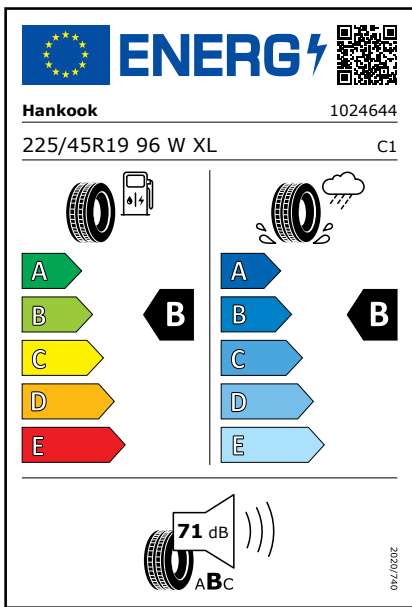 ENERG
Hankook 1024644
225/45R19 96 W XL C1
A A
B B B B
C C
D D
E E
71 dB
ABC
2020/740